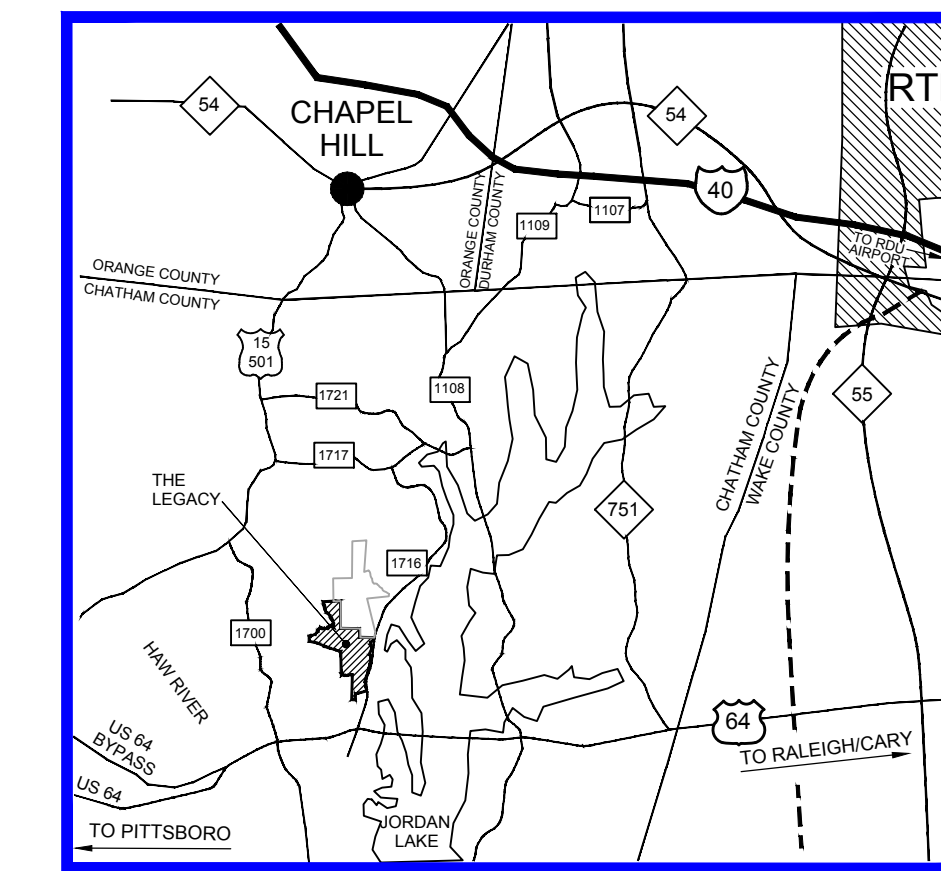 54
CHAPEL
HILL
54
RT
40
ORANGE COUNTY
DURHAM COUNTY
1109
1107
TO RDU
AIRPORT
ORANGE COUNTY
CHATHAM COUNTY
15
501
1721
1108
55
CHATHAM COUNTY
WAKE COUNTY
1717
THE
LEGACY
751
1716
1700
HAW RIVER
64
US 64
BYPASS
TO RALEIGH/CARY
US 64
JORDAN
LAKE
TO PITTSBORO